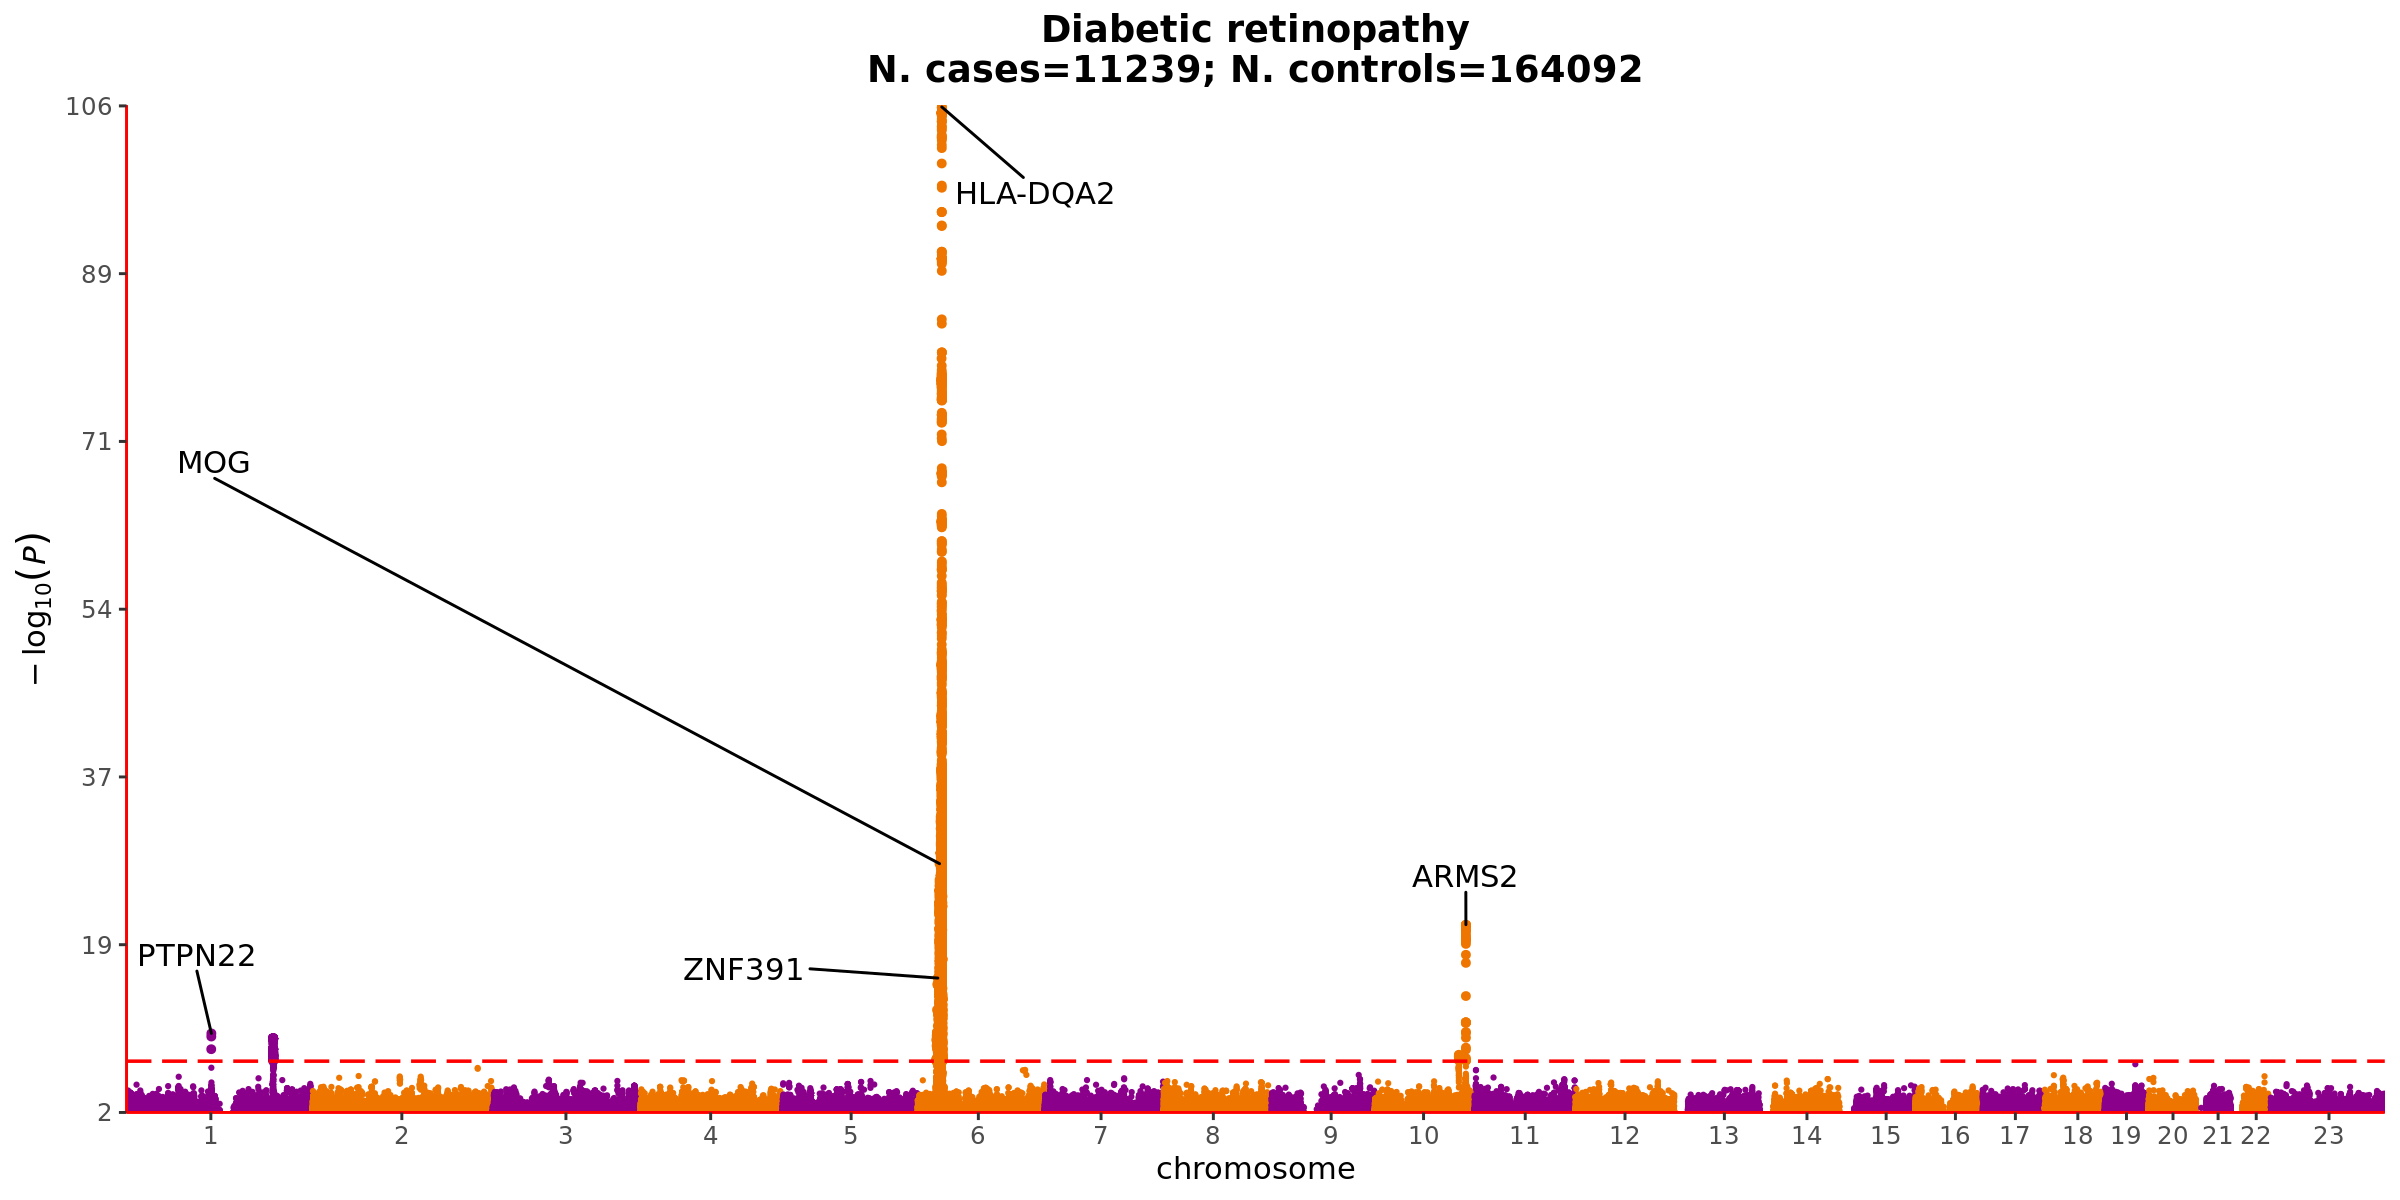 Diabetic retinopathy
N. cases=11239; N. controls=164092
106
89
71
54
37
19
2
− log10(P)
HLA-DQA2
MOG
ARMS2
PTPN22
ZNF391
1 2 3 4 5 6 7 8 9 10 11 12 13 14 15 16 17 18 19 20 21 22 23
chromosome